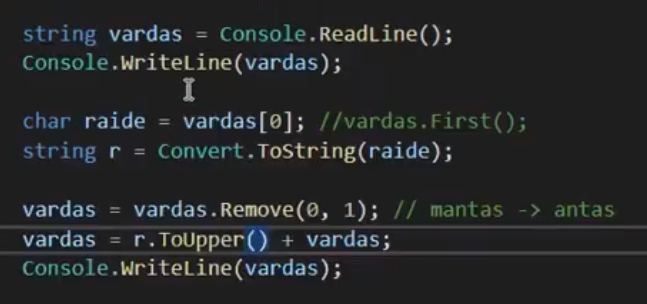 string vardas = Console.ReadLine();
Console.WriteLine(vardas);
char raide = vardas[0]; //vardas.First();
string r = Convert.ToString(raide);
vardas = vardas.Remove(0, 1); // mantas -> antas
vardas = r.ToUpper() + vardas;
Console.WriteLine(vardas);